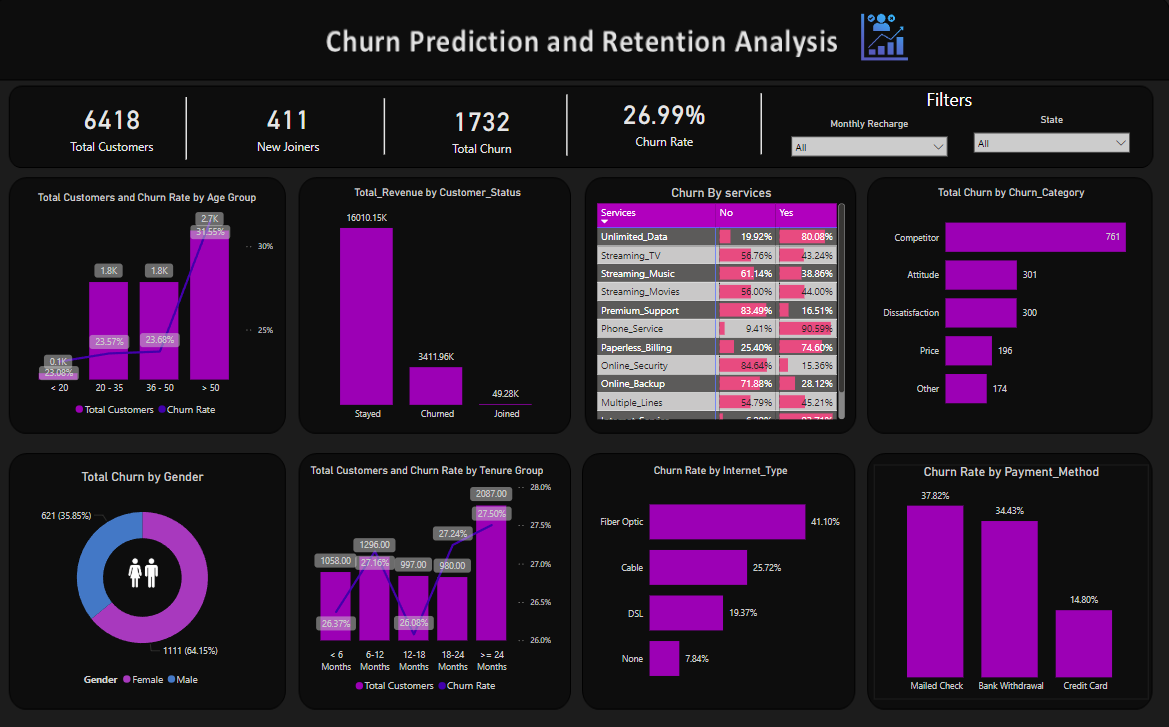 Churn Prediction and Retention Analysis
6418
Total Customers
411
New Joiners
1732
Total Churn
26.99%
Churn Rate
Filters
Monthly Recharge
All
State
All
Total Customers and Churn Rate by Age Group
2.7K
31.55%
30%
1.8K
1.8K
25%
23.57%
23.68%
0.1K
23.08%
< 20
20 - 35
36 - 50
> 50
Total Customers
Churn Rate
Total_Revenue by Customer_Status
16010.15K
3411.96K
49.28K
Stayed
Churned
Joined
Churn By services
Services No Yes
Unlimited_Data 19.92% 80.08%
Streaming_TV 56.76% 43.24%
Streaming_Music 61.14% 38.86%
Streaming_Movies 56.00% 44.00%
Premium_Support 83.49% 16.51%
Phone_Service 9.41% 90.59%
Paperless_Billing 25.40% 74.60%
Online_Security 84.64% 15.36%
Online_Backup 71.88% 28.12%
Multiple_Lines 54.79% 45.21%
Total Churn by Churn_Category
Competitor 761
Attitude 301
Dissatisfaction 300
Price 196
Other 174
Total Churn by Gender
621 (35.85%)
1111 (64.15%)
Gender Female Male
Total Customers and Churn Rate by Tenure Group
28.0%
2087.00
27.50%
27.5%
27.24%
1296.00
1058.00
27.16%
997.00
980.00
27.0%
26.5%
26.37%
26.08%
26.0%
< 6 Months
6-12 Months
12-18 Months
18-24 Months
>= 24 Months
Total Customers
Churn Rate
Churn Rate by Internet_Type
Fiber Optic 41.10%
Cable 25.72%
DSL 19.37%
None 7.84%
Churn Rate by Payment_Method
37.82%
34.43%
14.80%
Mailed Check
Bank Withdrawal
Credit Card